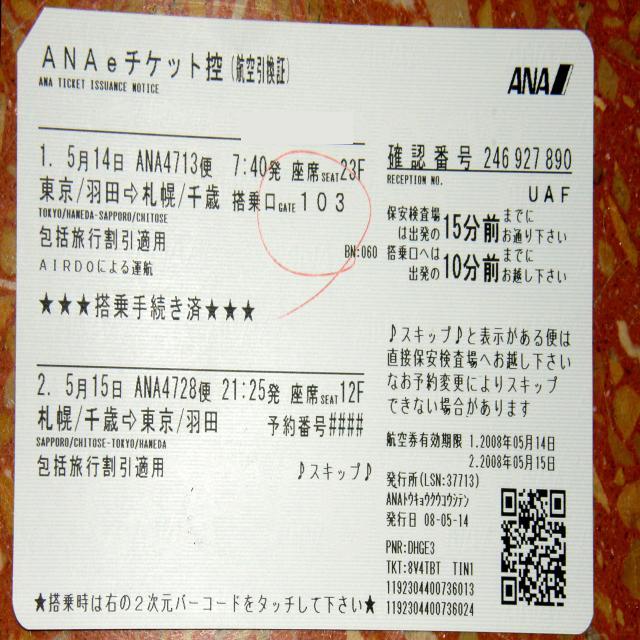 ANAeチケット控(航空引換証)
ANA TICKET ISSUANCE NOTICE
ANA
1. 5月14日 ANA4713便 7:40発 座席SEAT23F
東京/羽田⇨札幌/千歳 搭乗口GATE 103
TOKYO/HANEDA-SAPPORO/CHITOSE
包括旅行割引適用
BN:060
AIRDOによる運航
★★★搭乗手続き済★★★
2. 5月15日 ANA4728便 21:25発 座席SEAT12F
札幌/千歳⇨東京/羽田 予約番号####
SAPPORO/CHITOSE-TOKYO/HANEDA
包括旅行割引適用 ♪スキップ♪
★搭乗時は右の2次元バーコードをタッチして下さい★
確認番号 246927890
RECEPTION NO.
UAF
保安検査場は出発の15分前までにお通り下さい
搭乗口へは出発の10分前までにお越し下さい
♪スキップ♪と表示がある便は
直接保安検査場へお越し下さい
なお予約変更によりスキップ
できない場合があります
航空券有効期限 1.2008年05月14日
2.2008年05月15日
発行所(LSN:37713)
ANAトウキョウクウコウシテン
発行日 08-05-14
PNR:DHGE3
TKT:8V4TBT TIN1
1192304400736013
1192304400736024